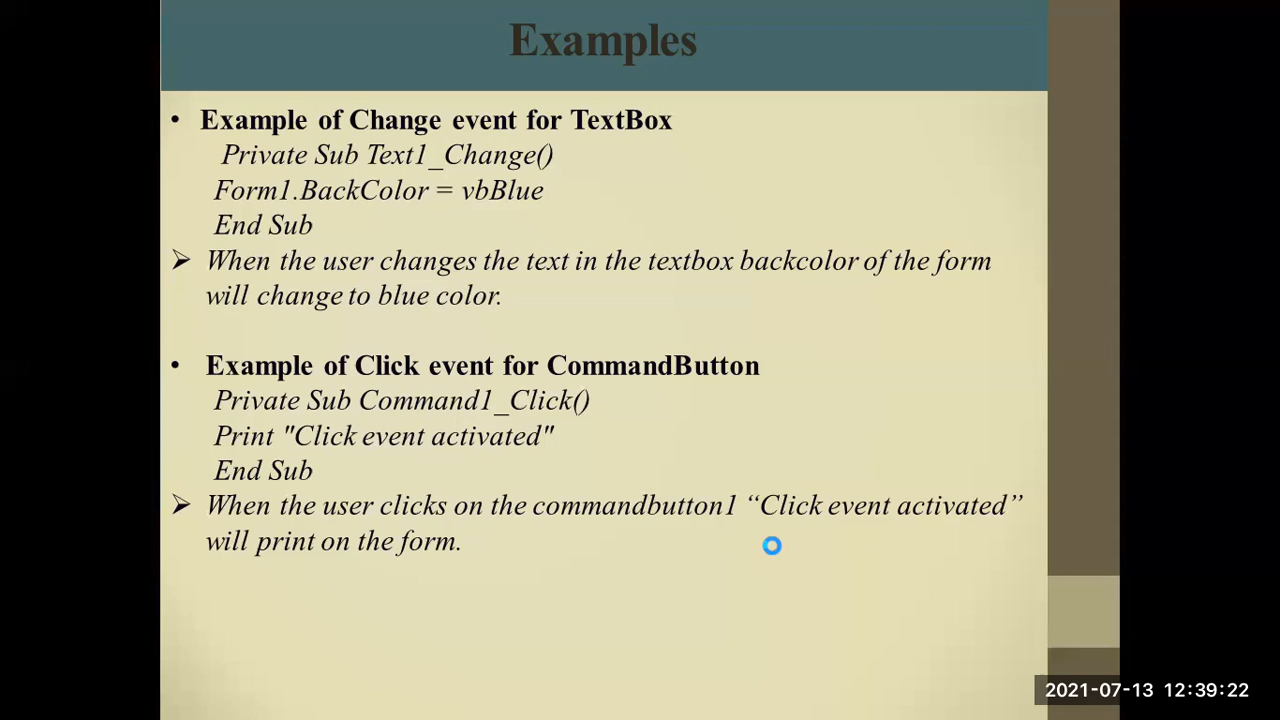 Examples
• Example of Change event for TextBox
Private Sub Text1_Change()
Form1.BackColor = vbBlue
End Sub
➢ When the user changes the text in the textbox backcolor of the form
will change to blue color.
• Example of Click event for CommandButton
Private Sub Command1_Click()
Print "Click event activated"
End Sub
➢ When the user clicks on the commandbutton1 “Click event activated”
will print on the form.
2021-07-13 12:39:22